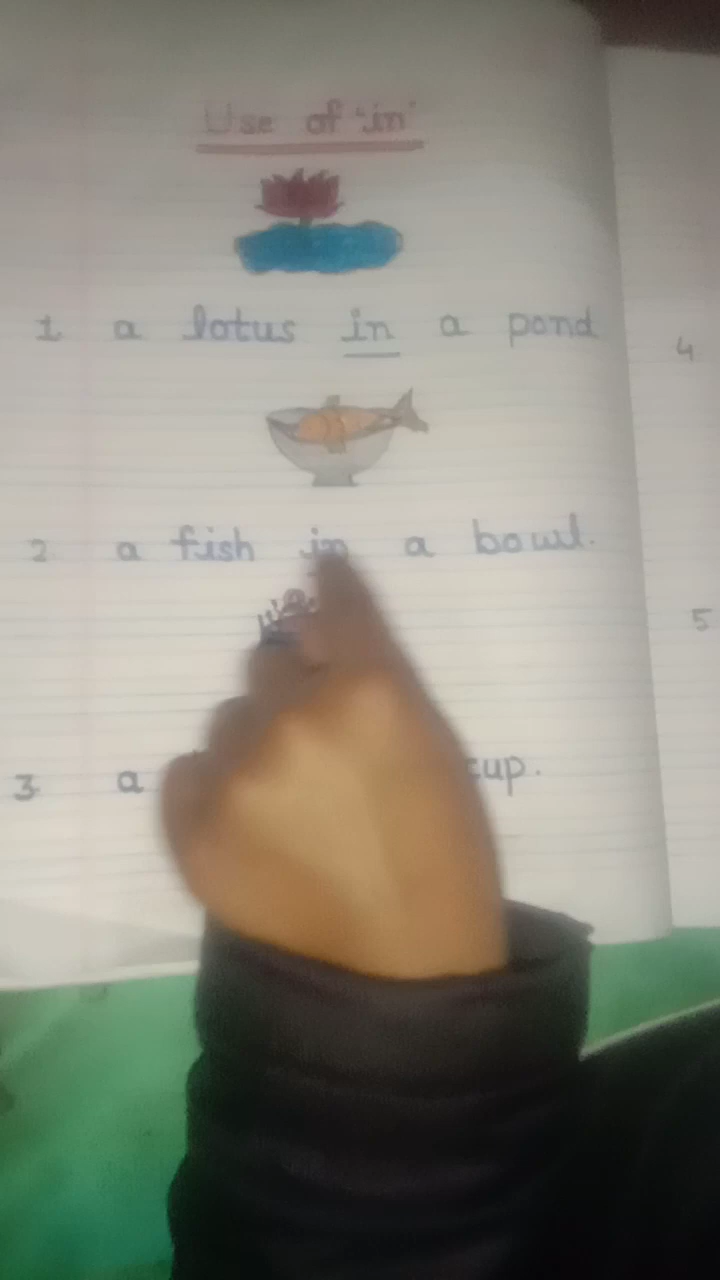 Use of 'in'
1 a lotus in a pond
2 a fish in a bowl.
3 a cup.
4
5